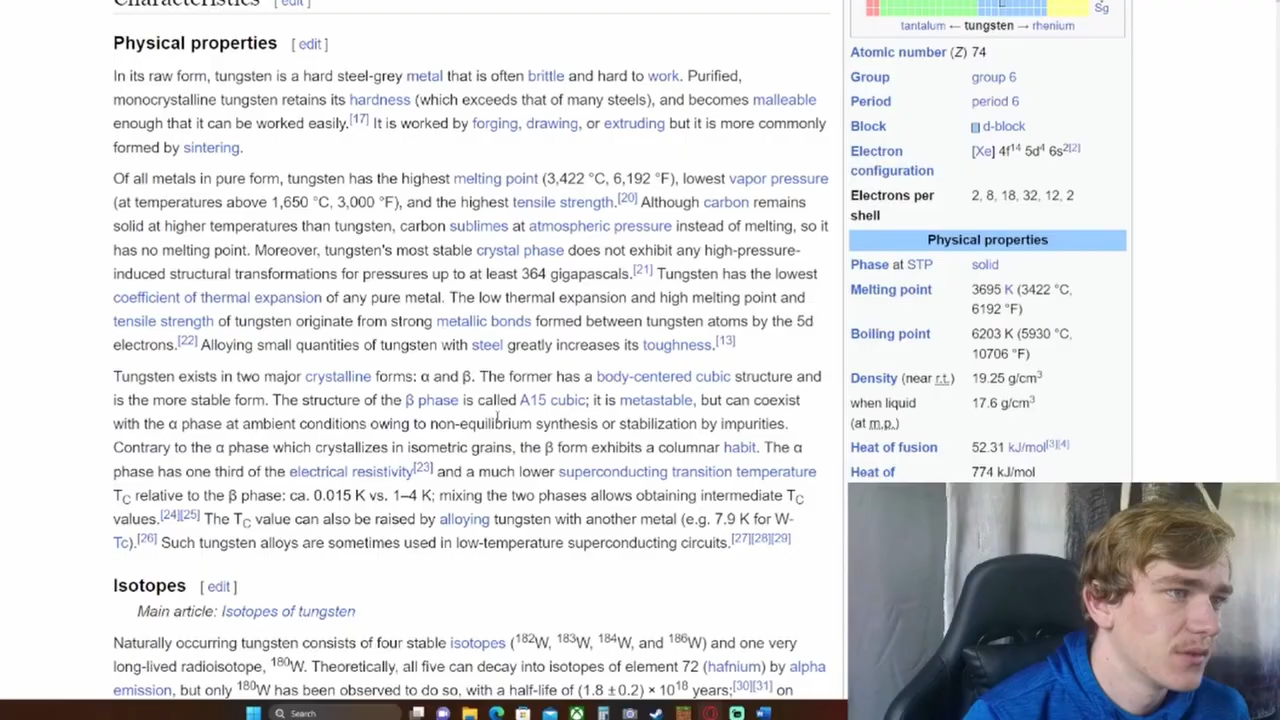 Characteristics [ edit ]
Physical properties [ edit ]
In its raw form, tungsten is a hard steel-grey metal that is often brittle and hard to work. Purified,
monocrystalline tungsten retains its hardness (which exceeds that of many steels), and becomes malleable
enough that it can be worked easily.[17] It is worked by forging, drawing, or extruding but it is more commonly
formed by sintering.
Of all metals in pure form, tungsten has the highest melting point (3,422 °C, 6,192 °F), lowest vapor pressure
(at temperatures above 1,650 °C, 3,000 °F), and the highest tensile strength.[20] Although carbon remains
solid at higher temperatures than tungsten, carbon sublimes at atmospheric pressure instead of melting, so it
has no melting point. Moreover, tungsten's most stable crystal phase does not exhibit any high-pressure-
induced structural transformations for pressures up to at least 364 gigapascals.[21] Tungsten has the lowest
coefficient of thermal expansion of any pure metal. The low thermal expansion and high melting point and
tensile strength of tungsten originate from strong metallic bonds formed between tungsten atoms by the 5d
electrons.[22] Alloying small quantities of tungsten with steel greatly increases its toughness.[13]
Tungsten exists in two major crystalline forms: α and β. The former has a body-centered cubic structure and
is the more stable form. The structure of the β phase is called A15 cubic; it is metastable, but can coexist
with the α phase at ambient conditions owing to non-equilibrium synthesis or stabilization by impurities.
Contrary to the α phase which crystallizes in isometric grains, the β form exhibits a columnar habit. The α
phase has one third of the electrical resistivity[23] and a much lower superconducting transition temperature
TC relative to the β phase: ca. 0.015 K vs. 1–4 K; mixing the two phases allows obtaining intermediate TC
values.[24][25] The TC value can also be raised by alloying tungsten with another metal (e.g. 7.9 K for W-
Tc).[26] Such tungsten alloys are sometimes used in low-temperature superconducting circuits.[27][28][29]
Isotopes [ edit ]
Main article: Isotopes of tungsten
Naturally occurring tungsten consists of four stable isotopes (182W, 183W, 184W, and 186W) and one very
long-lived radioisotope, 180W. Theoretically, all five can decay into isotopes of element 72 (hafnium) by alpha
emission, but only 180W has been observed to do so, with a half-life of (1.8 ±0.2) × 10^18 years;[30][31] on
Sg
tantalum ← tungsten → rhenium
Atomic number (Z) 74
Group group 6
Period period 6
Block d-block
Electron configuration [Xe] 4f14 5d4 6s2[2]
Electrons per shell 2, 8, 18, 32, 12, 2
Physical properties
Phase at STP solid
Melting point 3695 K (3422 °C,
6192 °F)
Boiling point 6203 K (5930 °C,
10706 °F)
Density (near r.t.) 19.25 g/cm3
when liquid 17.6 g/cm3
(at m.p.)
Heat of fusion 52.31 kJ/mol[3][4]
Heat of 774 kJ/mol
Search